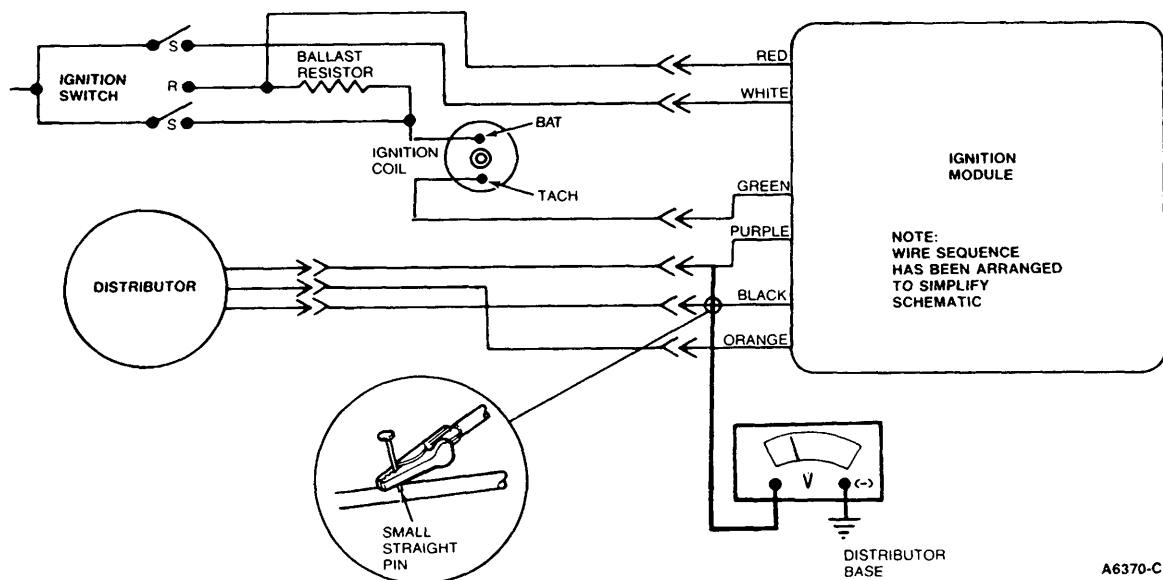 S
IGNITION
SWITCH
R
BALLAST
RESISTOR
S
IGNITION
COIL
BAT
TACH
RED
WHITE
GREEN
PURPLE
BLACK
ORANGE
IGNITION
MODULE
NOTE:
WIRE SEQUENCE
HAS BEEN ARRANGED
TO SIMPLIFY
SCHEMATIC
DISTRIBUTOR
SMALL
STRAIGHT
PIN
V
(-)
DISTRIBUTOR
BASE
A6370-C